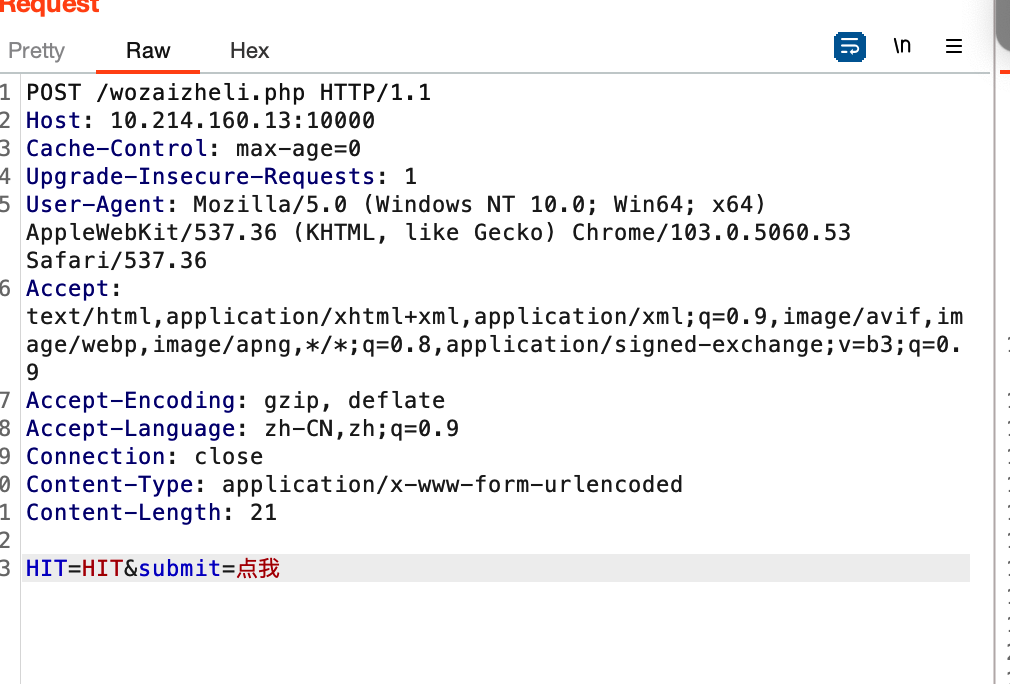 Request
Pretty Raw Hex \n
1 POST /wozaizheli.php HTTP/1.1
2 Host: 10.214.160.13:10000
3 Cache-Control: max-age=0
4 Upgrade-Insecure-Requests: 1
5 User-Agent: Mozilla/5.0 (Windows NT 10.0; Win64; x64)
AppleWebKit/537.36 (KHTML, like Gecko) Chrome/103.0.5060.53
Safari/537.36
6 Accept:
text/html,application/xhtml+xml,application/xml;q=0.9,image/avif,im
age/webp,image/apng,*/*;q=0.8,application/signed-exchange;v=b3;q=0.
9
7 Accept-Encoding: gzip, deflate
8 Accept-Language: zh-CN,zh;q=0.9
9 Connection: close
0 Content-Type: application/x-www-form-urlencoded
1 Content-Length: 21
2
3 HIT=HIT&submit=点我